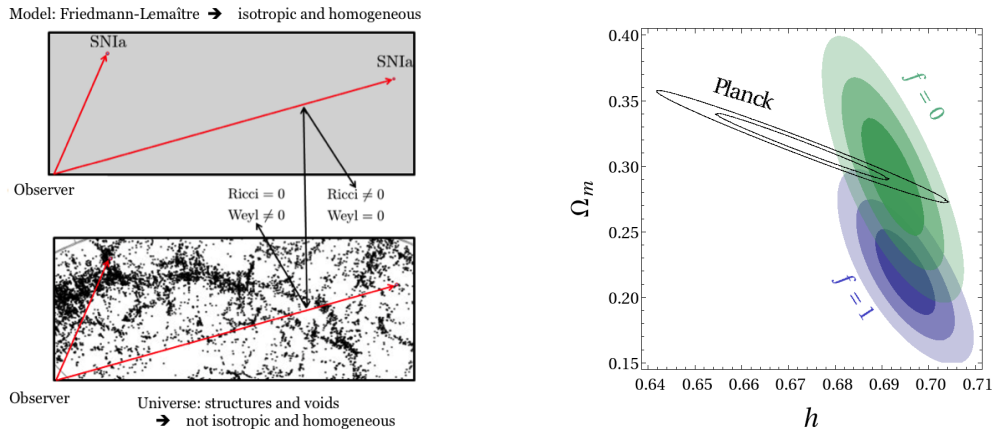 Model: Friedmann-Lemaître ➔ isotropic and homogeneous
SNIa
SNIa
Observer
Ricci = 0
Weyl ≠ 0
Ricci ≠ 0
Weyl = 0
Observer
Universe: structures and voids
➔ not isotropic and homogeneous
0.40
0.35
0.30
0.25
0.20
0.15
Ωm
Planck
f = 0
f = 1
0.64 0.65 0.66 0.67 0.68 0.69 0.70 0.71
h